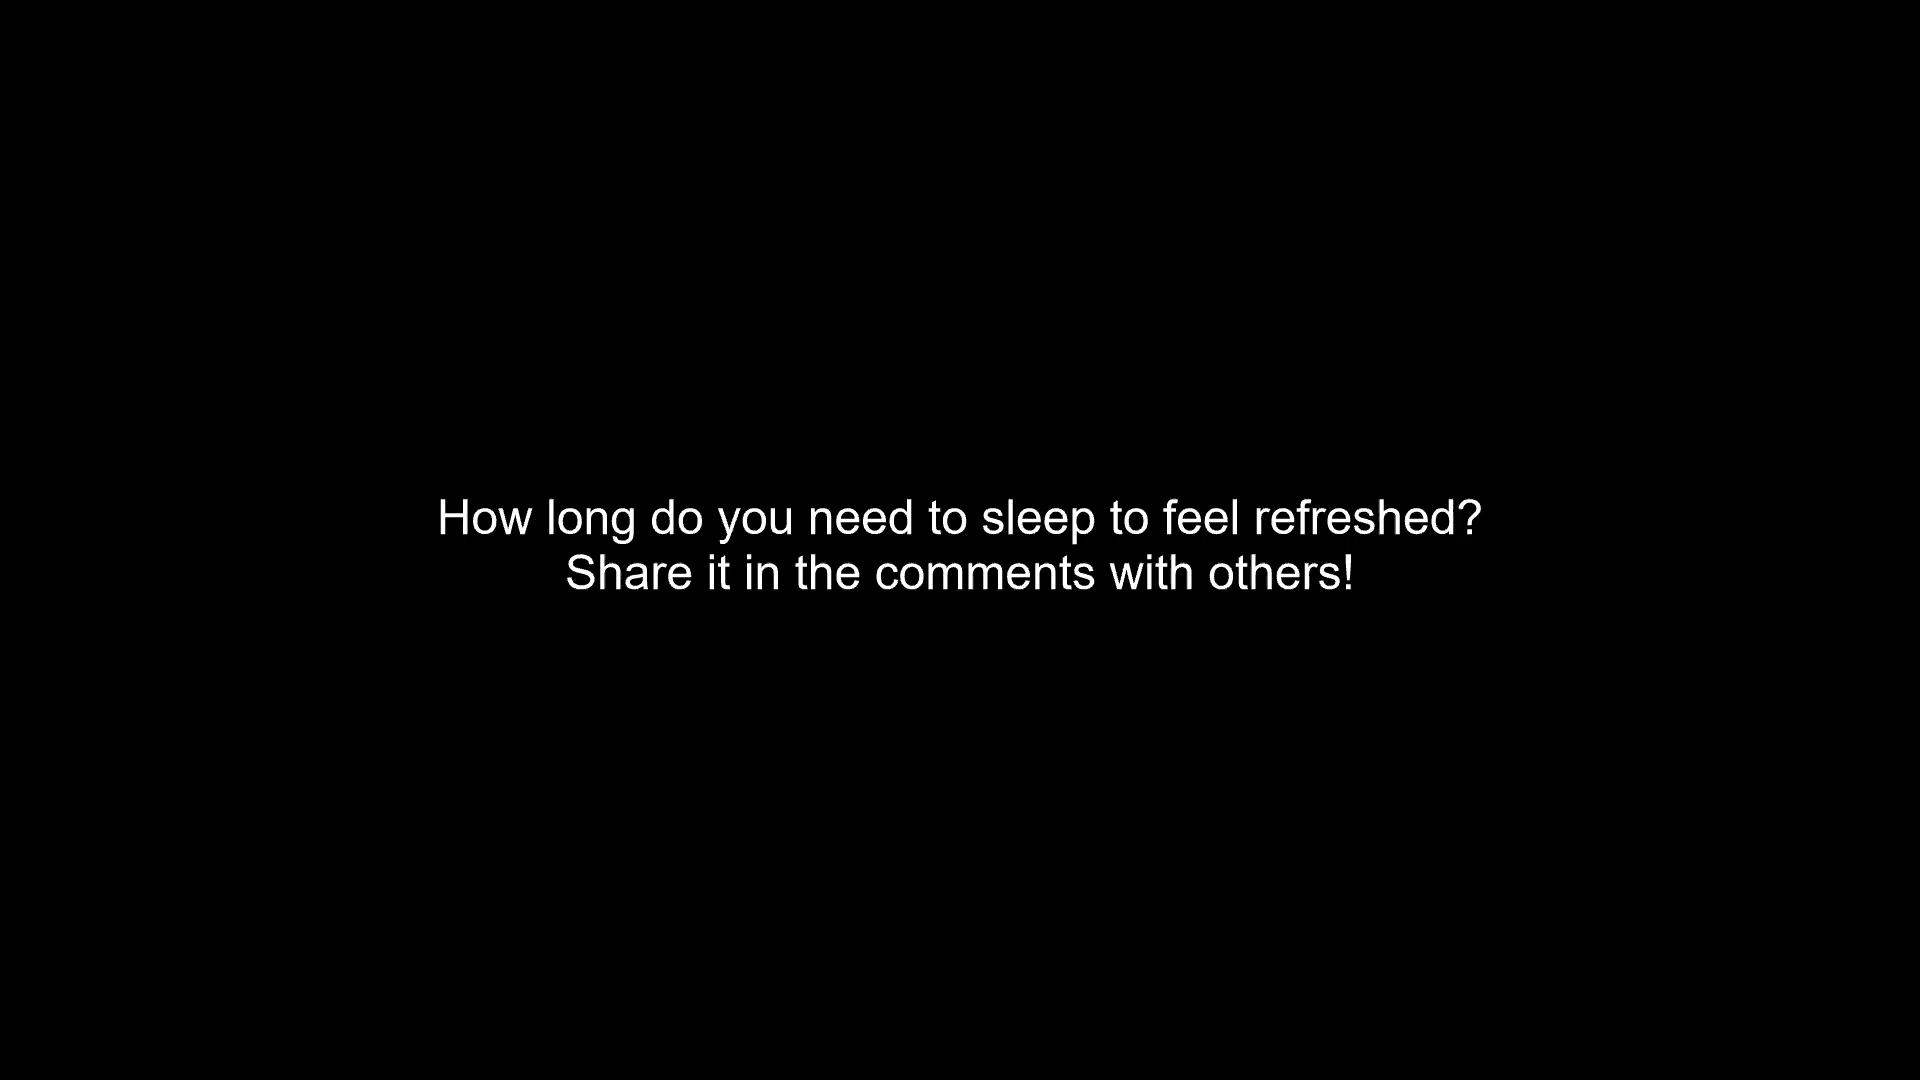 How long do you need to sleep to feel refreshed?
Share it in the comments with others!